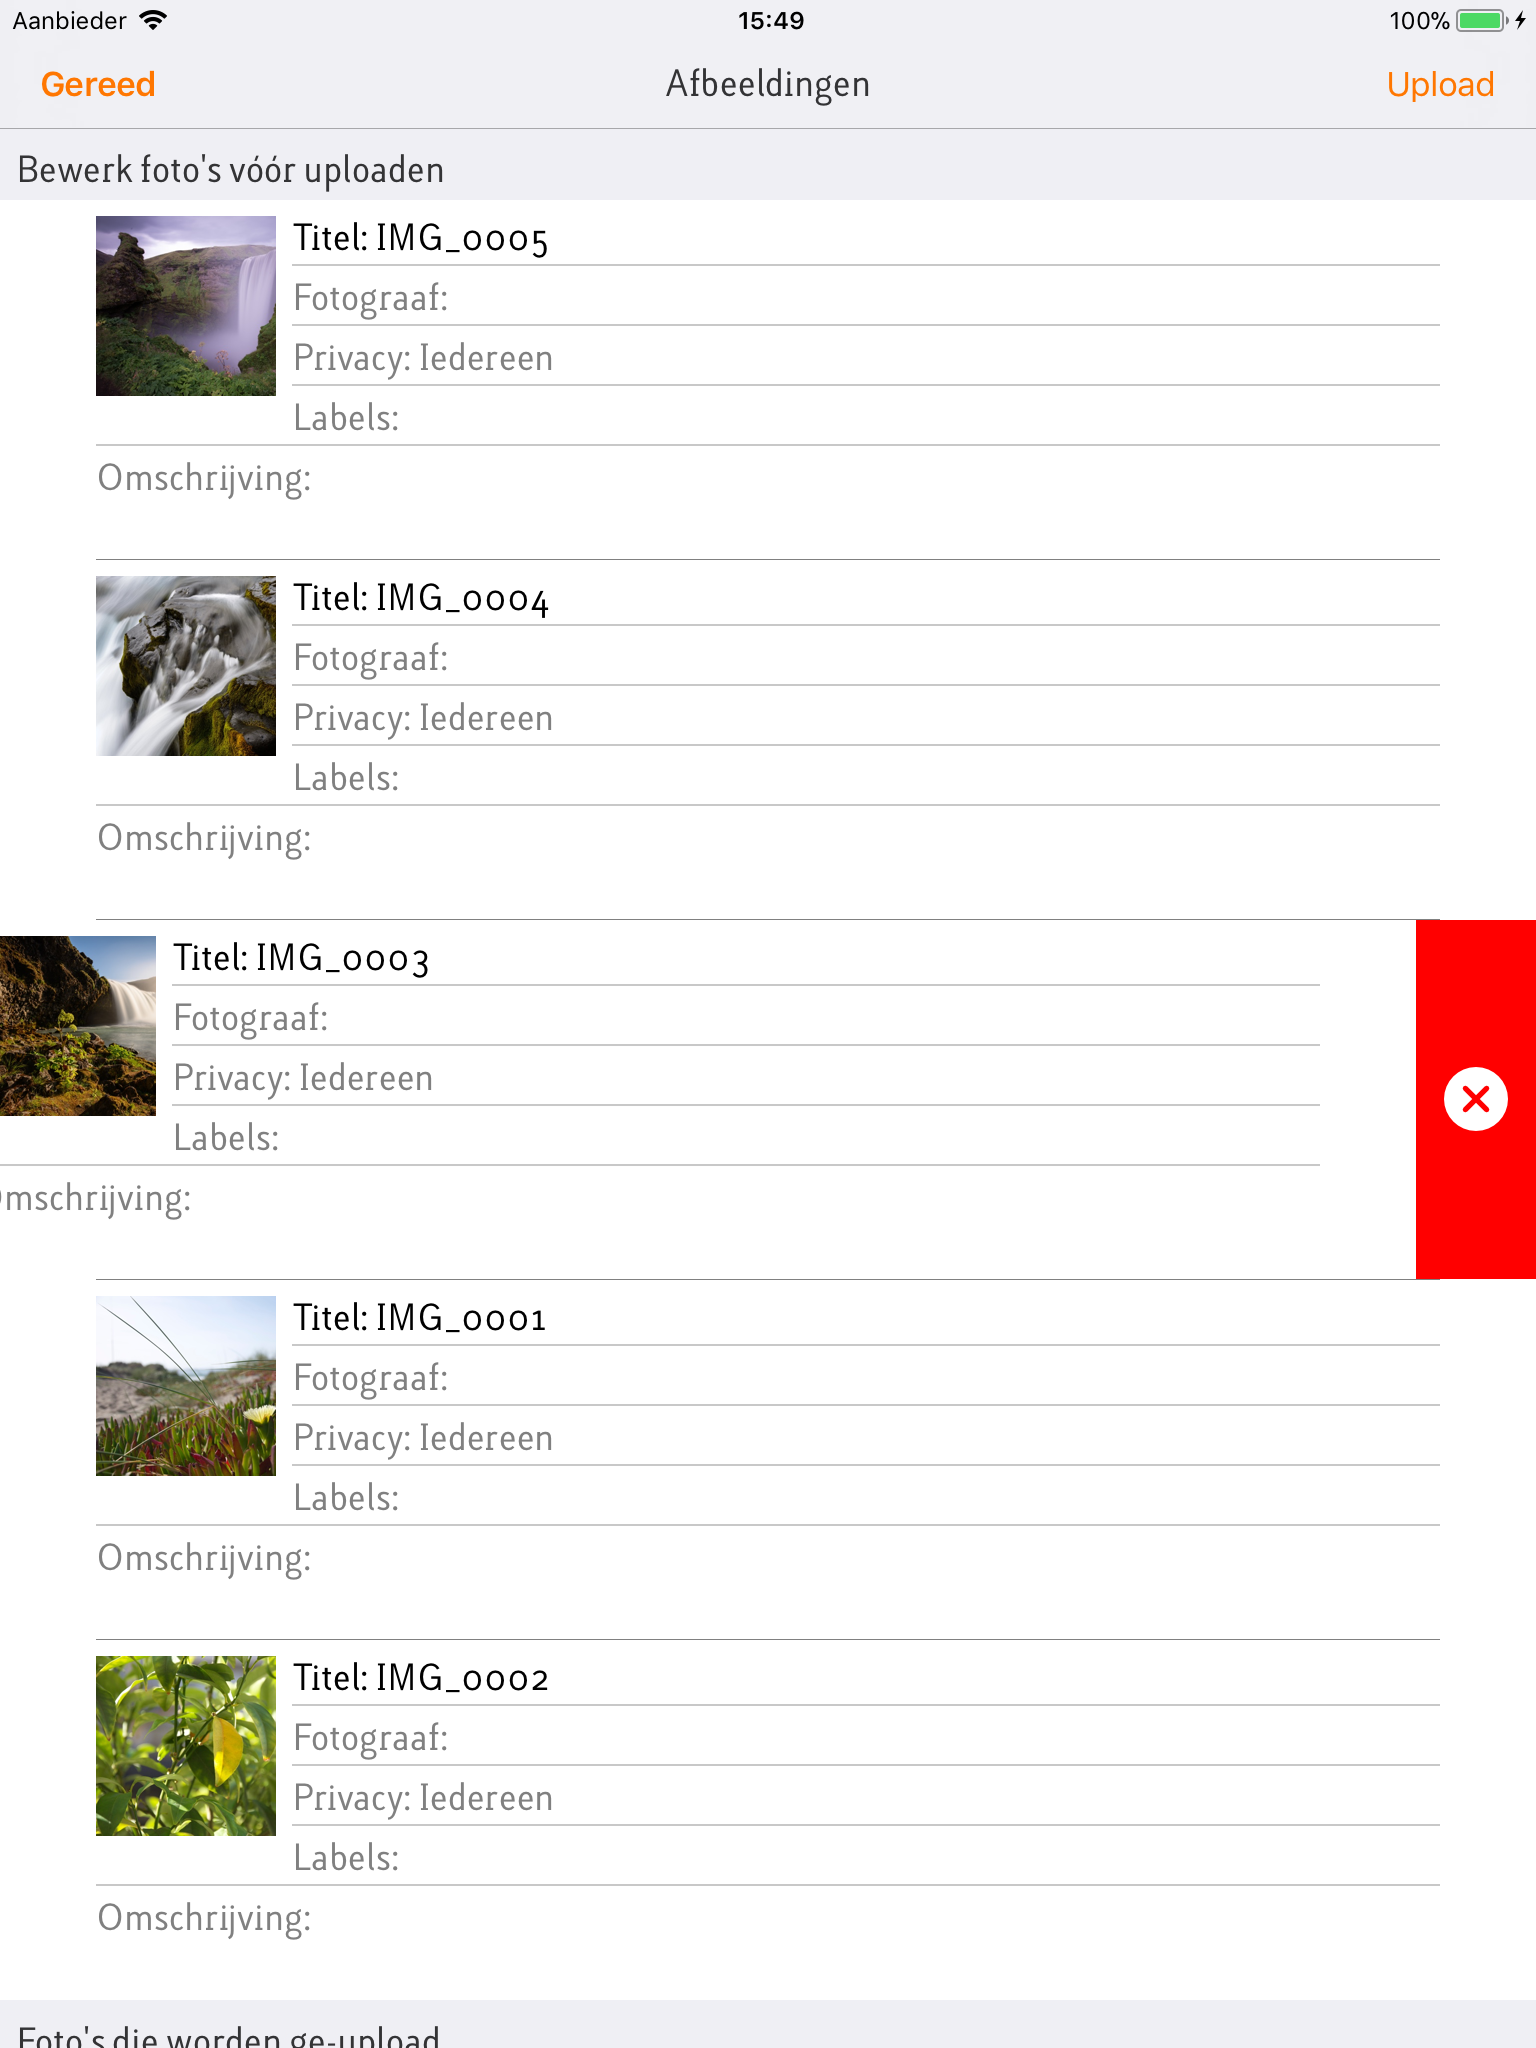 Aanbieder 15:49 100%
Gereed Afbeeldingen Upload
Bewerk foto's vóór uploaden
Titel: IMG_0005
Fotograaf:
Privacy: Iedereen
Labels:
Omschrijving:
Titel: IMG_0004
Fotograaf:
Privacy: Iedereen
Labels:
Omschrijving:
Titel: IMG_0003
Fotograaf:
Privacy: Iedereen
Labels:
Omschrijving:
Titel: IMG_0001
Fotograaf:
Privacy: Iedereen
Labels:
Omschrijving:
Titel: IMG_0002
Fotograaf:
Privacy: Iedereen
Labels:
Omschrijving:
Foto's die worden ge-upload